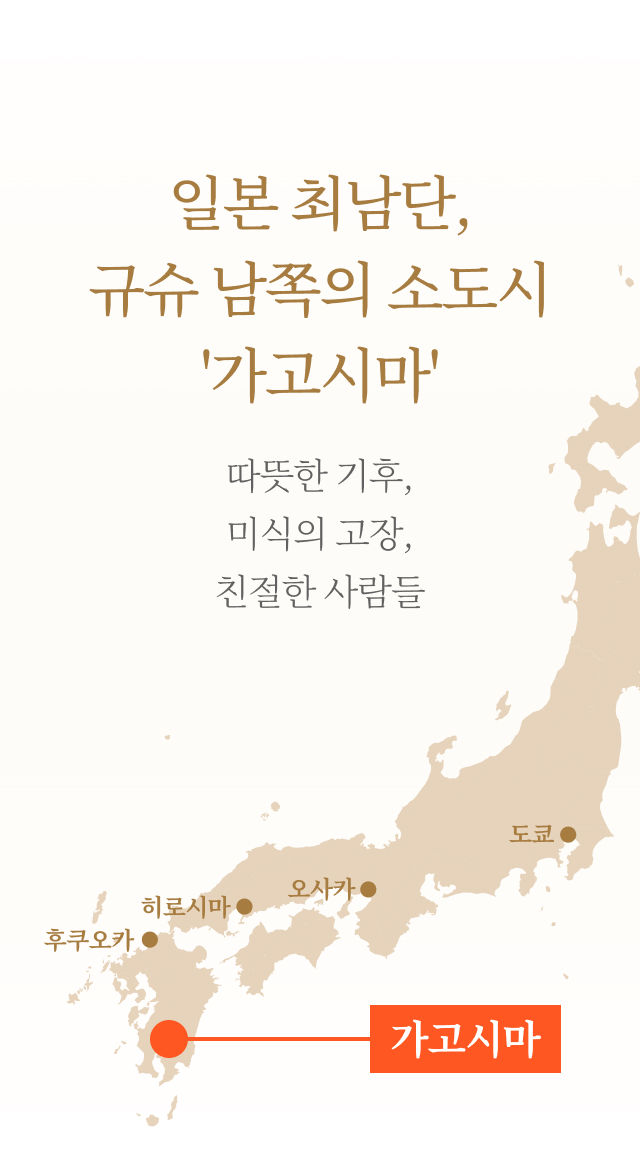 일본 최남단,
규슈 남쪽의 소도시
'가고시마'
따뜻한 기후,
미식의 고장,
친절한 사람들
도쿄
오사카
히로시마
후쿠오카
가고시마